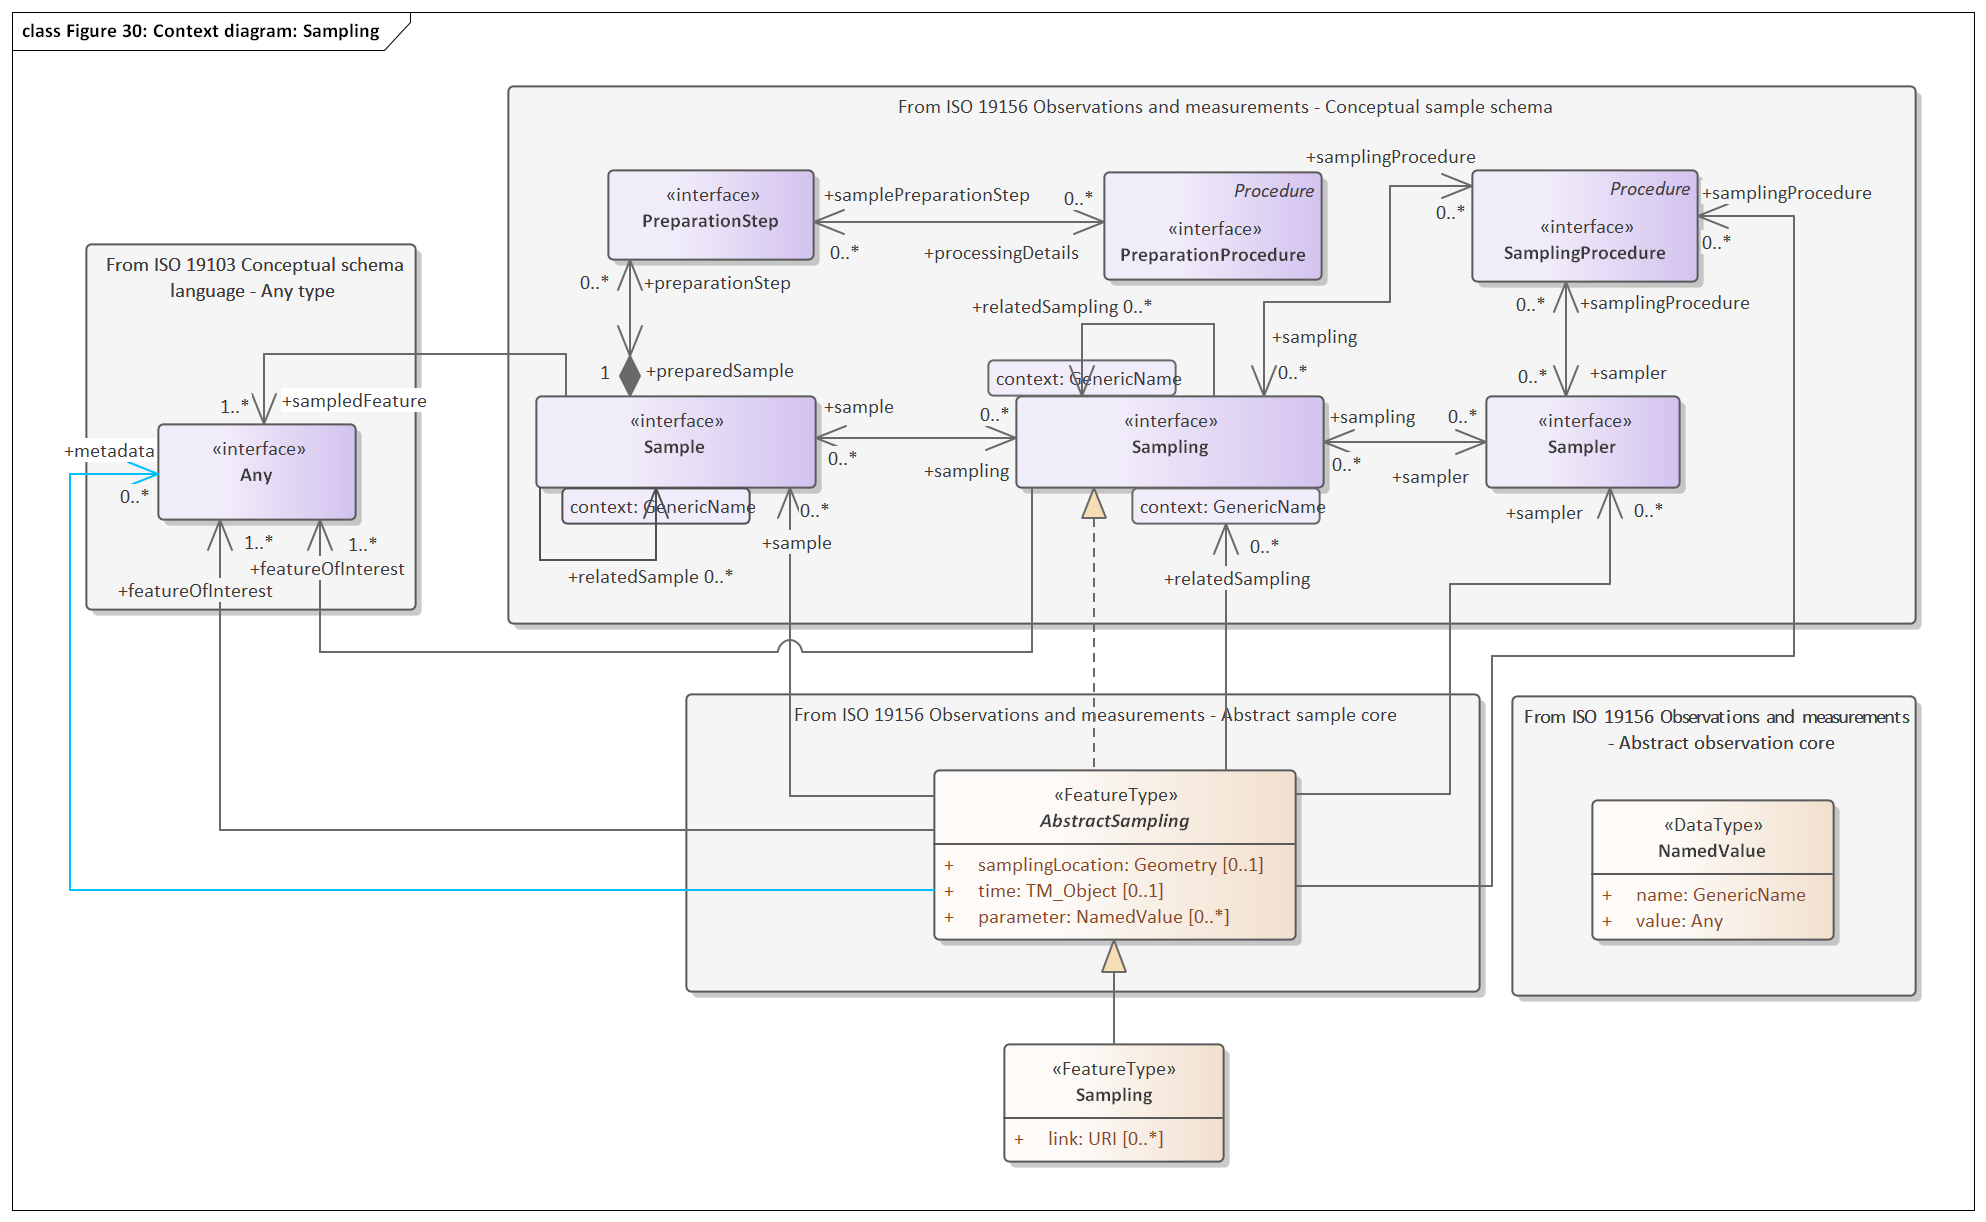 class Figure 30: Context diagram: Sampling
From ISO 19156 Observations and measurements - Conceptual sample schema
+samplingProcedure
0..*
«interface»
PreparationStep
+samplePreparationStep
0..*
0..*
+processingDetails
Procedure
«interface»
PreparationProcedure
Procedure
«interface»
SamplingProcedure
+samplingProcedure
0..*
From ISO 19103 Conceptual schema
language - Any type
0..*
+preparationStep
+relatedSampling 0..*
0..*
+samplingProcedure
+sampling
0..*
1
+preparedSample
context: GenericName
0..*
+sampler
1..*
+sampledFeature
«interface»
Sample
+sample
0..*
0..*
+sampling
«interface»
Sampling
+sampling
0..*
0..*
+sampler
«interface»
Sampler
+metadata
0..*
«interface»
Any
context: GenericName
0..*
+sample
context: GenericName
+sampler
0..*
1..*
1..*
+featureOfInterest
+featureOfInterest
+relatedSample 0..*
0..*
+relatedSampling
From ISO 19156 Observations and measurements - Abstract sample core
From ISO 19156 Observations and measurements
- Abstract observation core
«FeatureType»
AbstractSampling
+ samplingLocation: Geometry [0..1]
+ time: TM_Object [0..1]
+ parameter: NamedValue [0..*]
«DataType»
NamedValue
+ name: GenericName
+ value: Any
«FeatureType»
Sampling
+ link: URI [0..*]